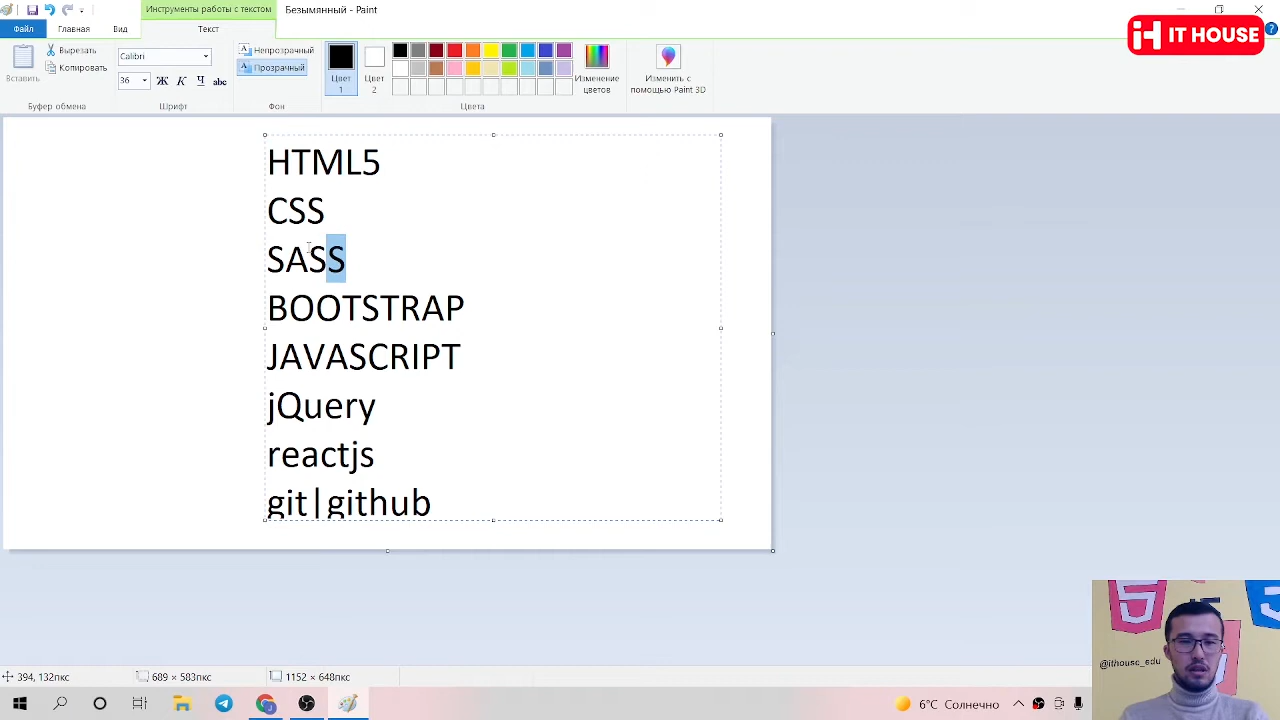 Инструменты работы с текстом
Безымянный - Paint
Файл
Главная
Вид
Текст
IT HOUSE
Вставить
Вырезать
Копировать
Буфер обмена
Calibri
36
Ж К Ч abc
Шрифт
Непрозрачный
Прозрачный
Фон
Цвет 1
Цвет 2
Изменение цветов
Цвета
Изменить с помощью Paint 3D
HTML5
CSS
SASS
BOOTSTRAP
JAVASCRIPT
jQuery
reactjs
git|github
@ithouse_edu
394, 132пкс
689 × 583пкс
1152 × 648пкс
6°C Солнечно